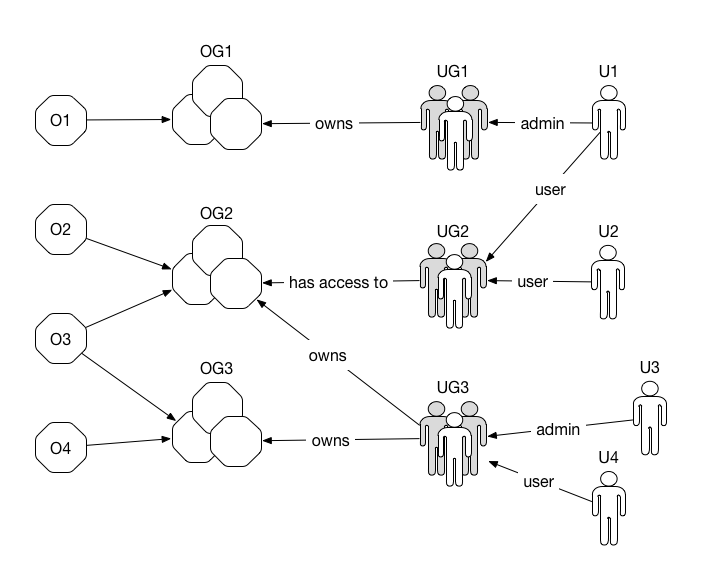 OG1
UG1
U1
O1
owns
admin
user
O2
OG2
UG2
U2
has access to
user
O3
owns
OG3
UG3
U3
O4
owns
admin
U4
user